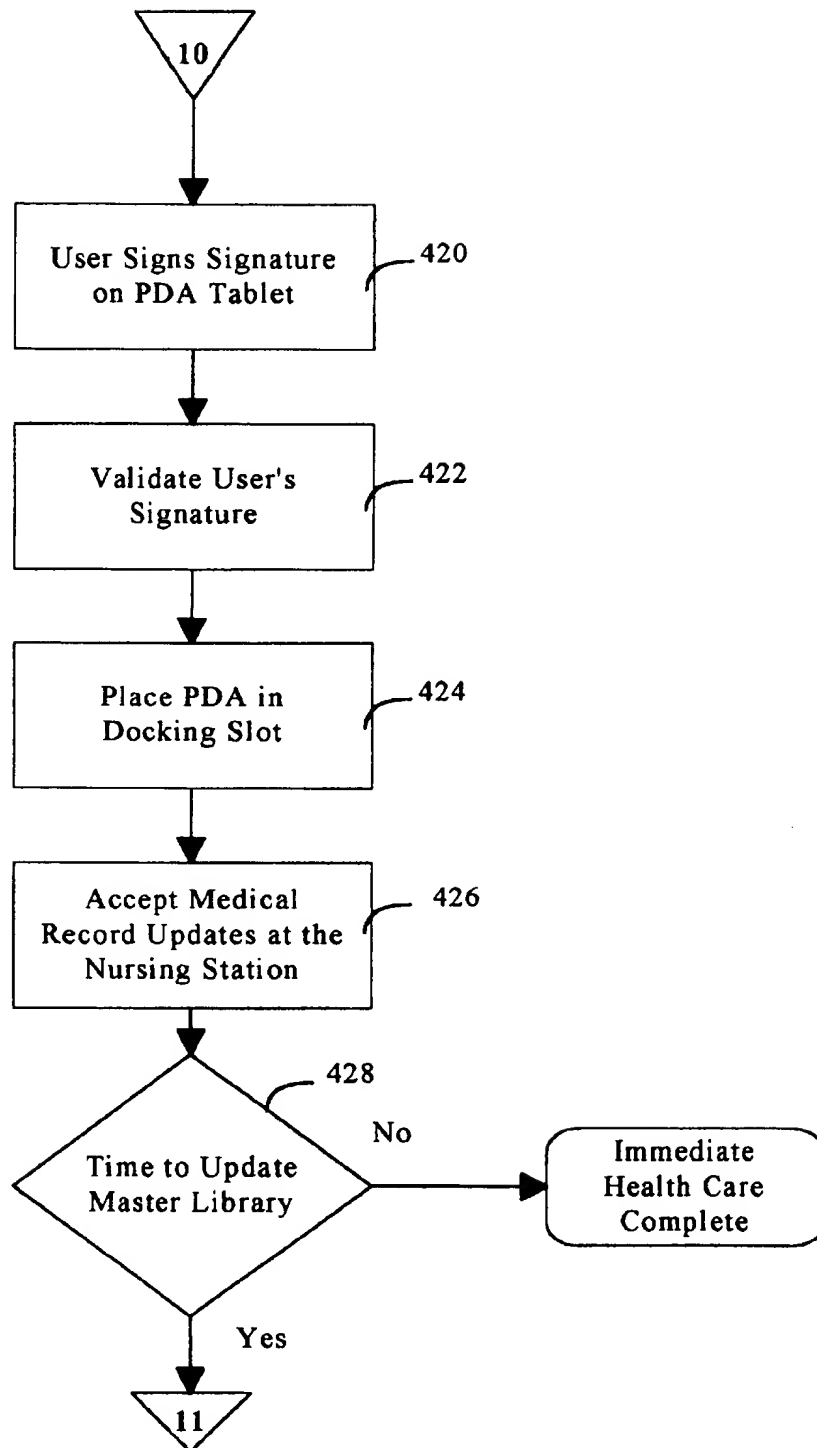 10
User Signs Signature
on PDA Tablet
420
Validate User's
Signature
422
Place PDA in
Docking Slot
424
Accept Medical
Record Updates at the
Nursing Station
426
428
Time to Update
Master Library
No
Immediate
Health Care
Complete
Yes
11